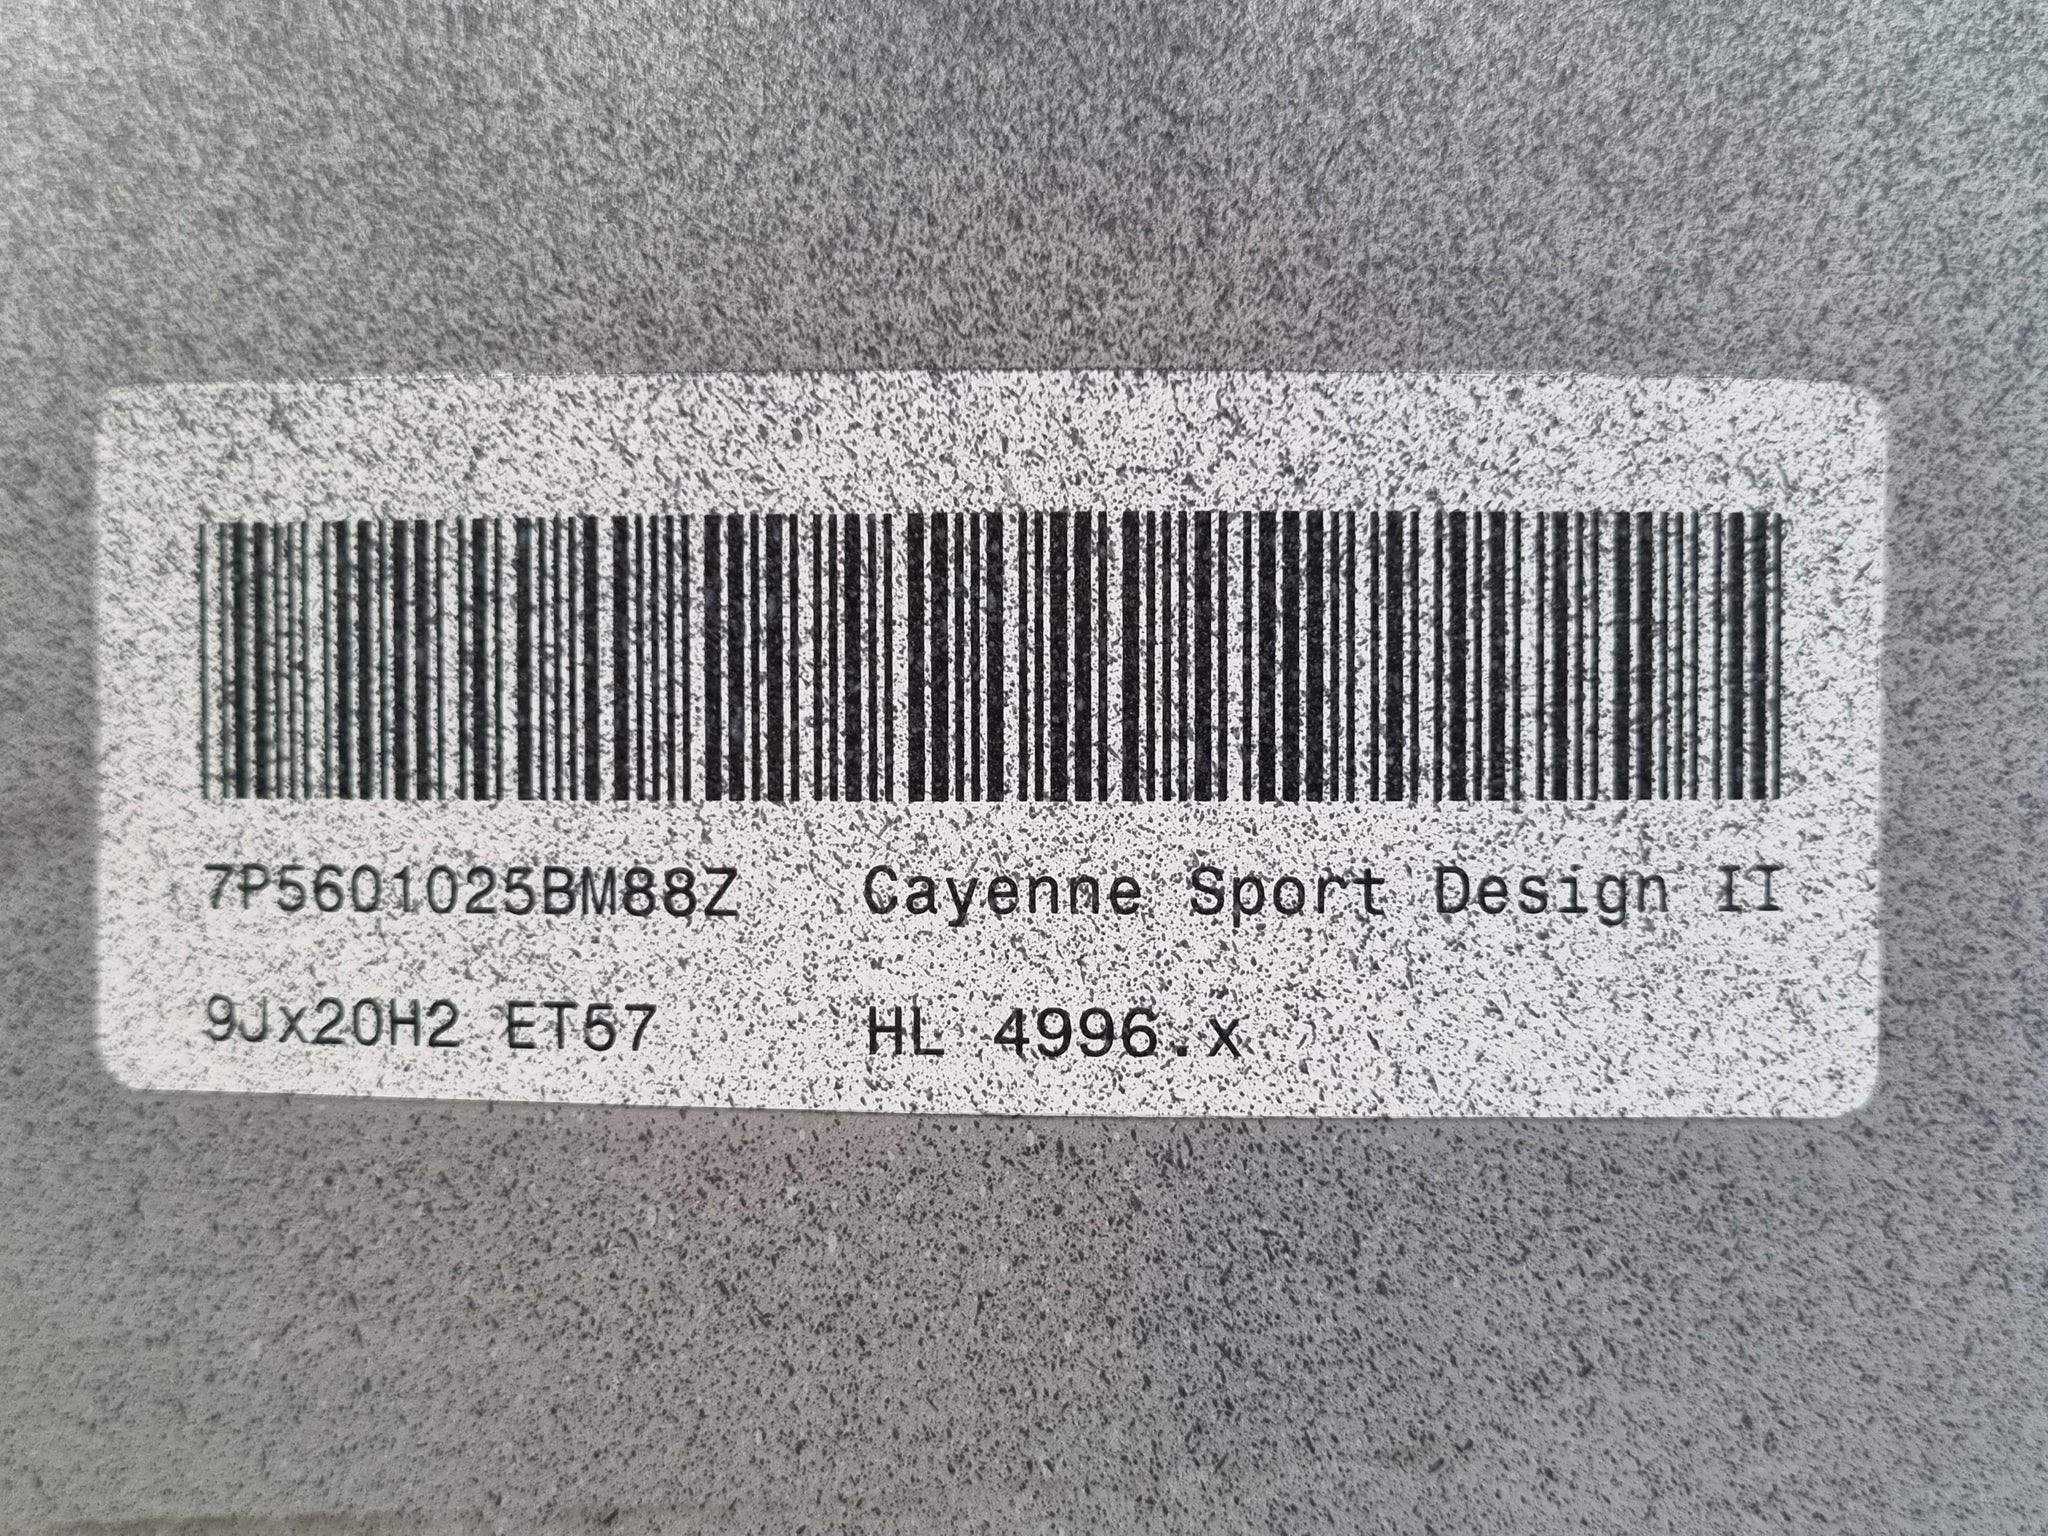 7P5601025BM88Z Cayenne Sport Design II
9Jx20H2 ET57 HL 4996.x